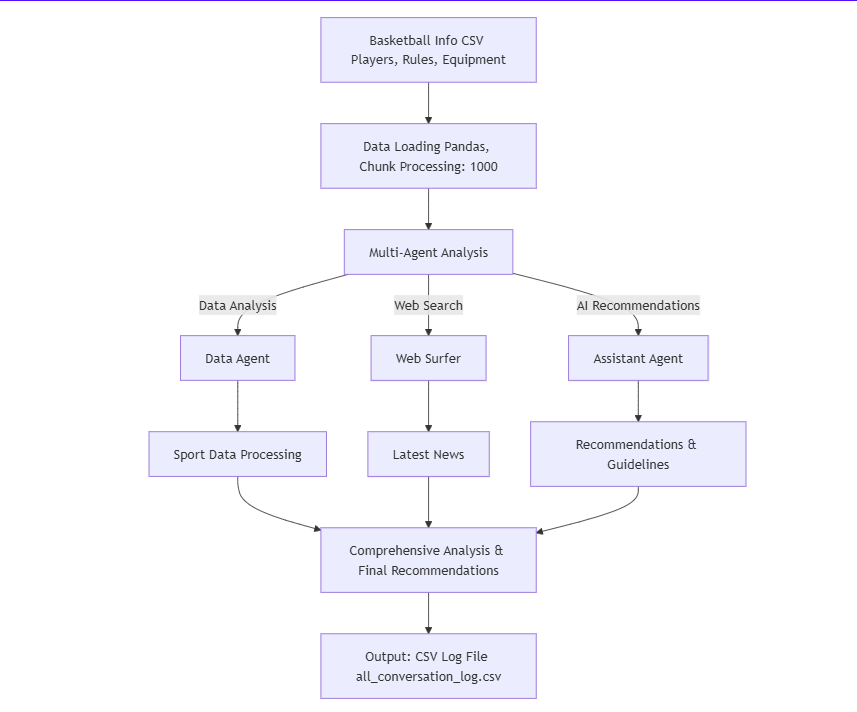 Basketball Info CSV
Players, Rules, Equipment
Data Loading Pandas,
Chunk Processing: 1000
Multi-Agent Analysis
Data Analysis
Web Search
AI Recommendations
Data Agent
Web Surfer
Assistant Agent
Sport Data Processing
Latest News
Recommendations &
Guidelines
Comprehensive Analysis &
Final Recommendations
Output: CSV Log File
all_conversation_log.csv